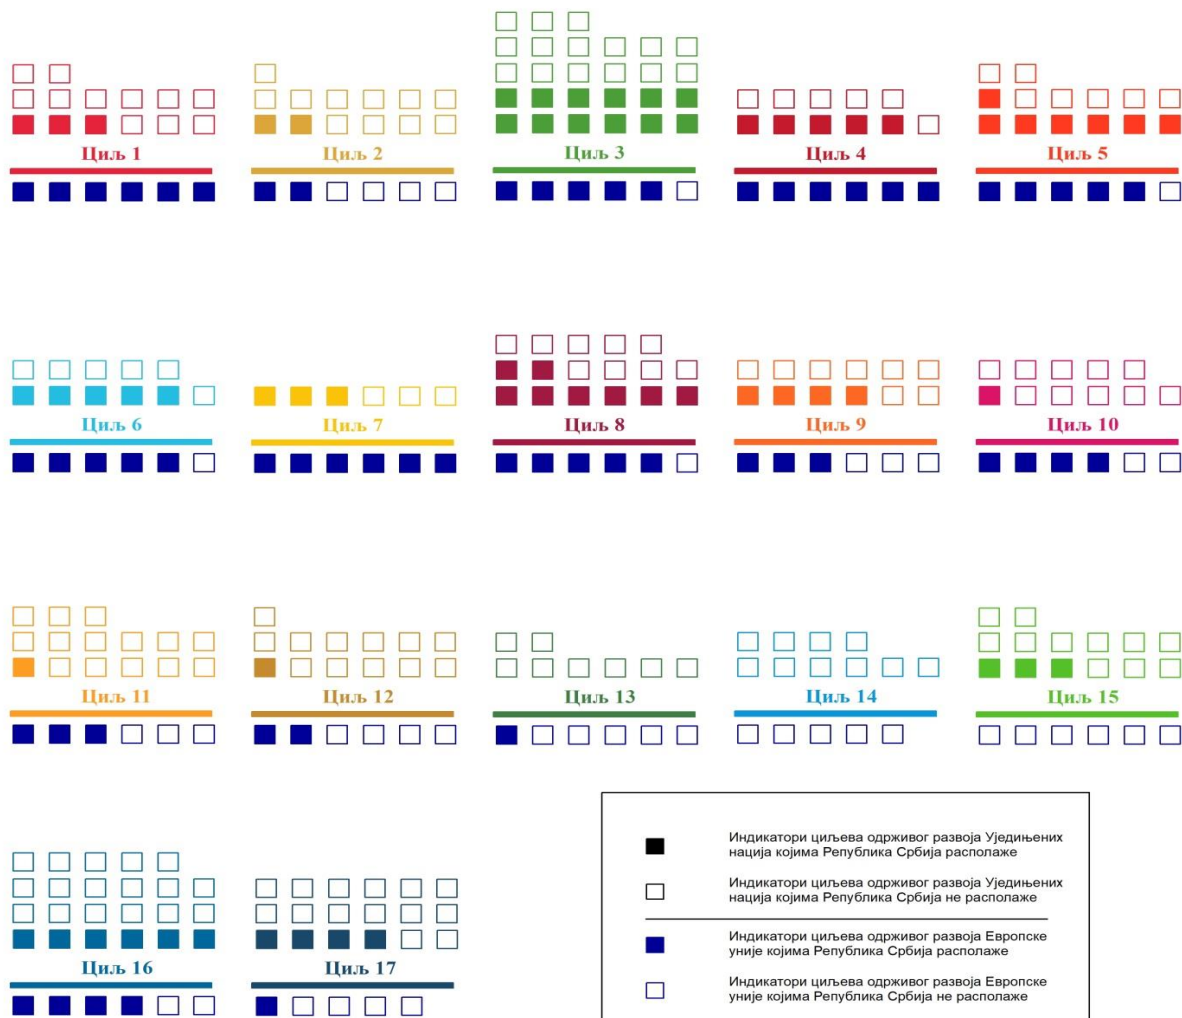 Циљ 1
Циљ 2
Циљ 3
Циљ 4
Циљ 5
Циљ 6
Циљ 7
Циљ 8
Циљ 9
Циљ 10
Циљ 11
Циљ 12
Циљ 13
Циљ 14
Циљ 15
Циљ 16
Циљ 17
Индикатори циљева одрживог развоја Уједињених
нација којима Република Србија располаже
Индикатори циљева одрживог развоја Уједињених
нација којима Република Србија не располаже
Индикатори циљева одрживог развоја Европске
уније којима Република Србија располаже
Индикатори циљева одрживог развоја Европске
уније којима Република Србија не располаже